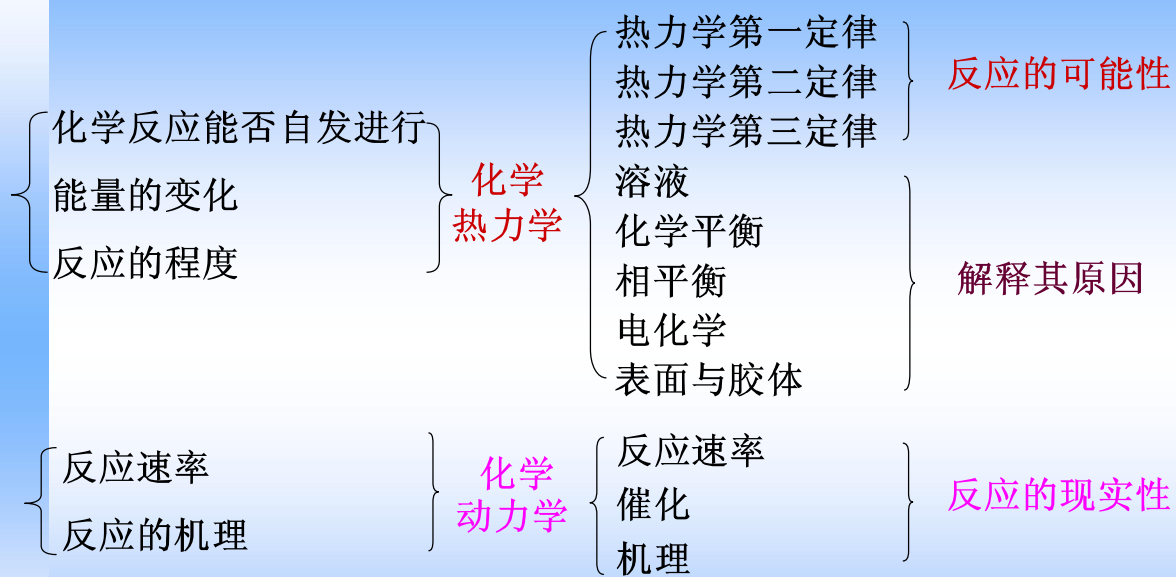 化学反应能否自发进行
能量的变化
反应的程度
化学
热力学
热力学第一定律
热力学第二定律
热力学第三定律
溶液
化学平衡
相平衡
电化学
表面与胶体
反应的可能性
解释其原因
反应速率
反应的机理
化学
动力学
反应速率
催化
机理
反应的现实性